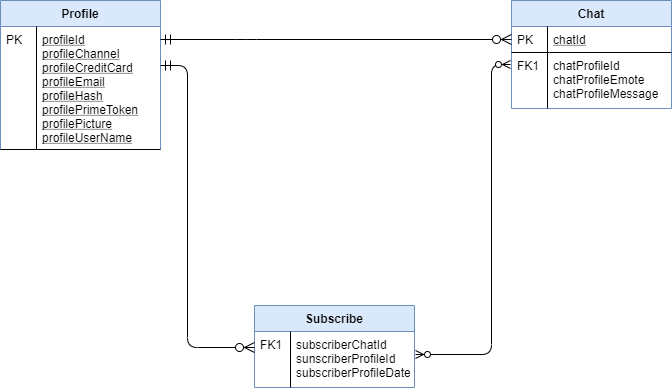 Profile
PK profileId
profileChannel
profileCreditCard
profileEmail
profileHash
profilePrimeToken
profilePicture
profileUserName
Chat
PK chatId
FK1 chatProfileId
chatProfileEmote
chatProfileMessage
Subscribe
FK1 subscriberChatId
sunscriberProfileId
subscriberProfileDate